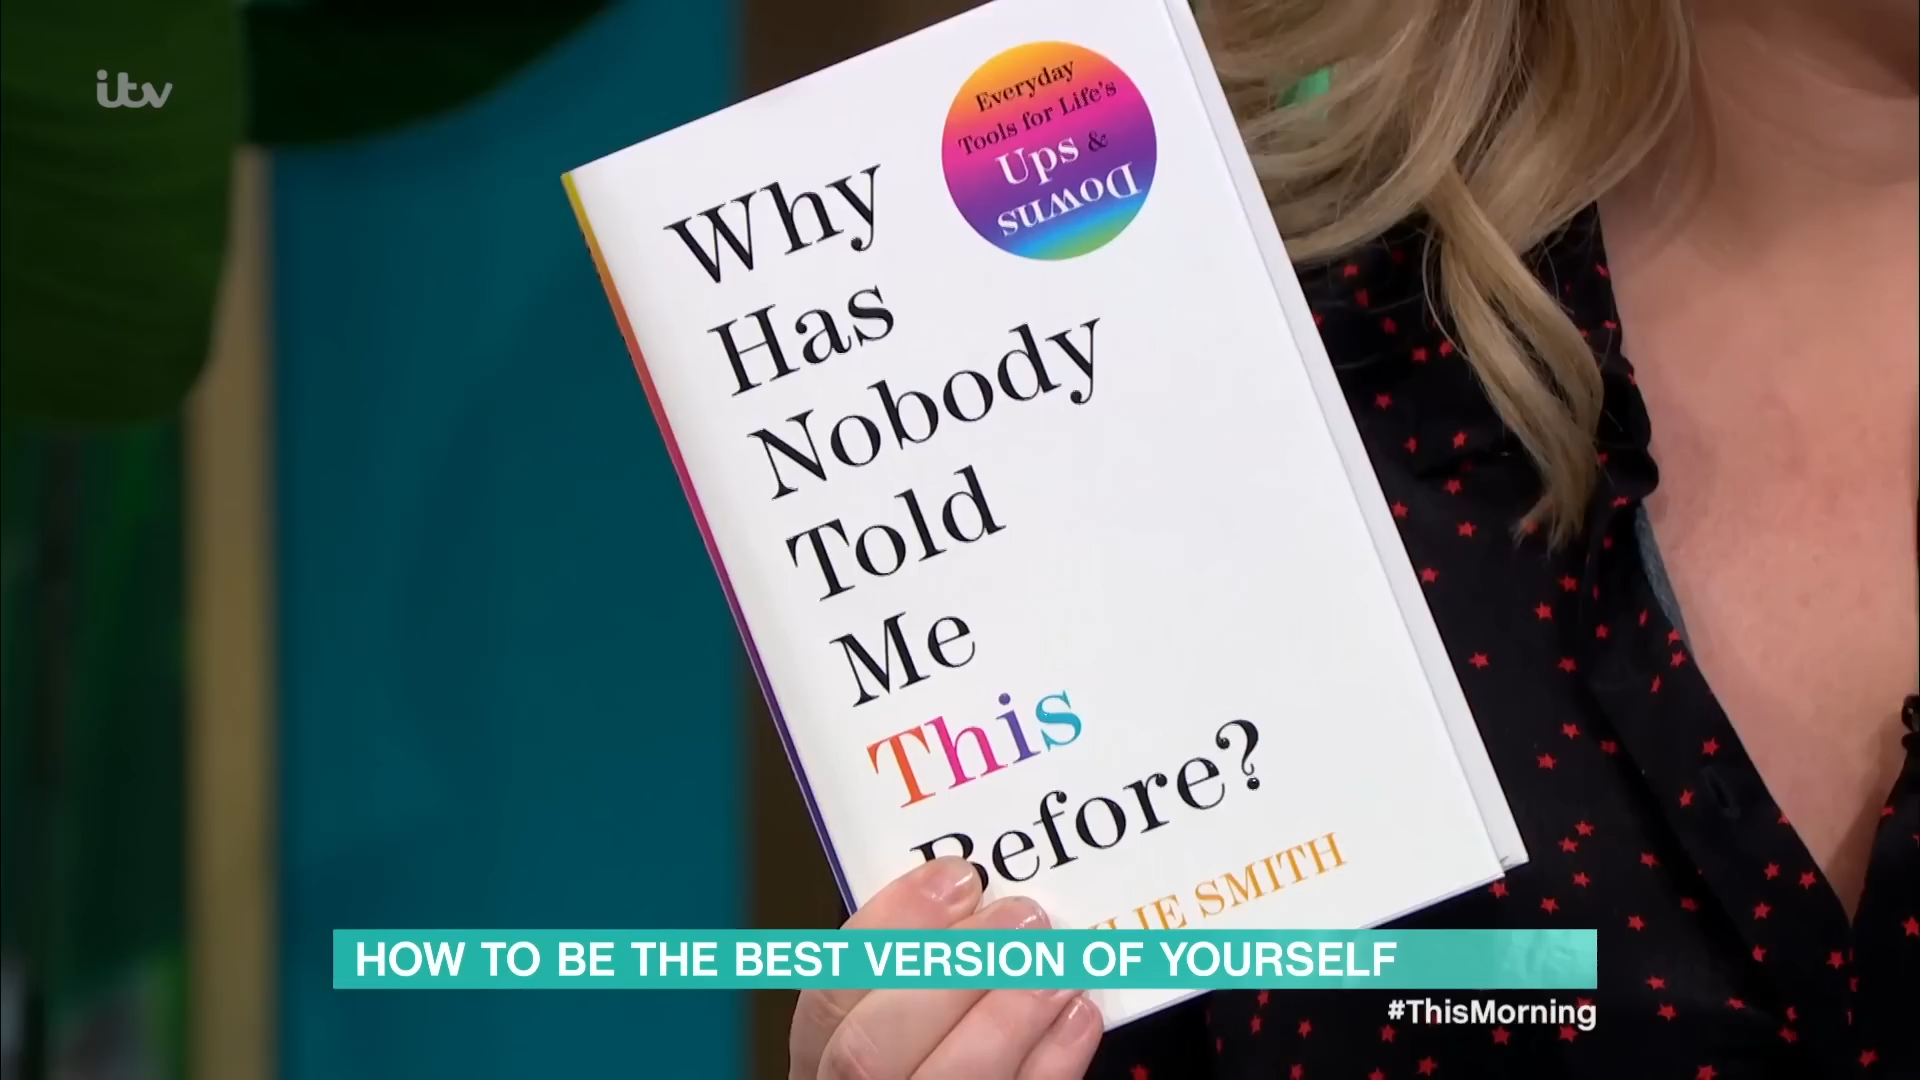 itv
Everyday
Tools for Life's
Ups &
Downs
Why
Has
Nobody
Told
Me
This
Before?
SMITH
HOW TO BE THE BEST VERSION OF YOURSELF
#ThisMorning